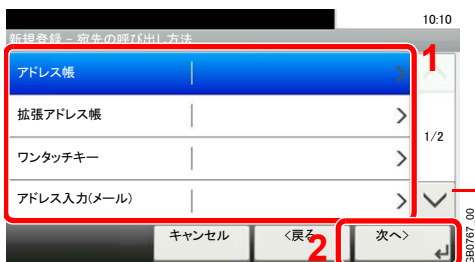 10:10
新規登録 - 宛先の呼び出し方法
アドレス帳
1
拡張アドレス帳
1/2
ワンタッチキー
アドレス入力(メール)
キャンセル
<戻る
2
次へ>
GB0767_00